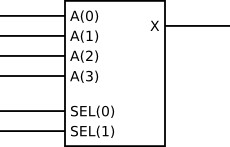 A(0)
X
A(1)
A(2)
A(3)
SEL(0)
SEL(1)